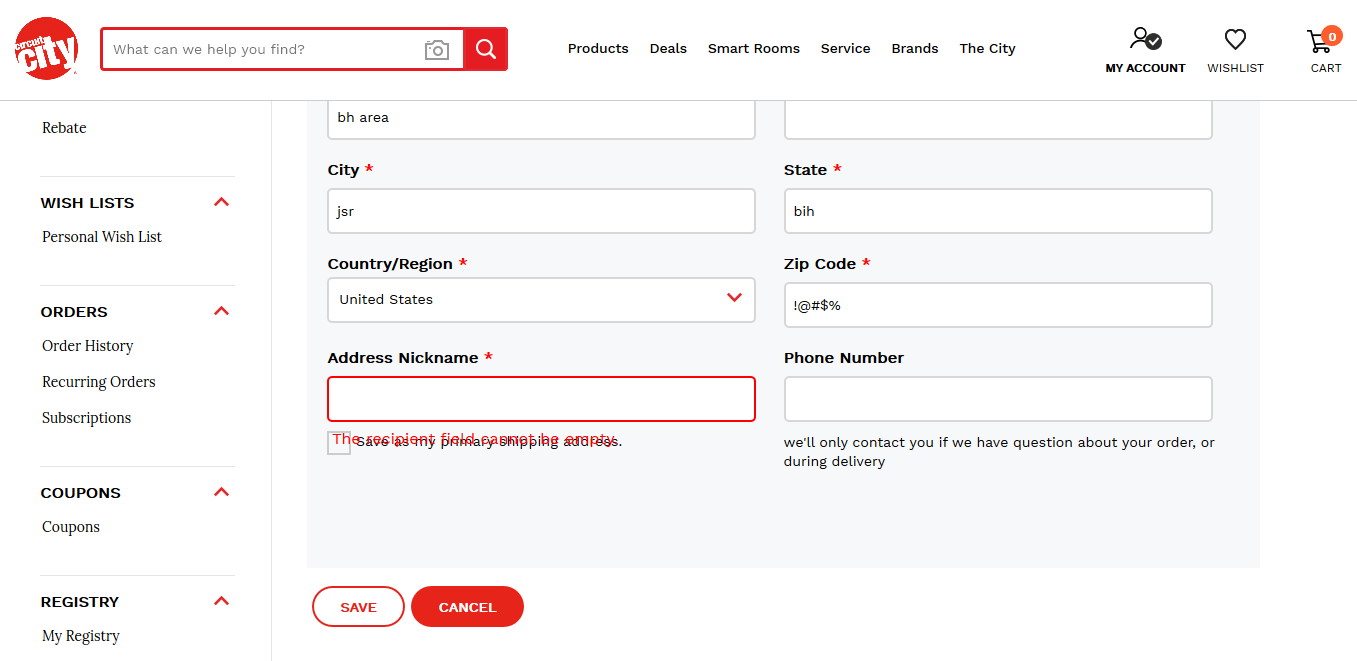 circuit
city
What can we help you find?
Products
Deals
Smart Rooms
Service
Brands
The City
MY ACCOUNT
WISHLIST
0
CART
Rebate
WISH LISTS
Personal Wish List
ORDERS
Order History
Recurring Orders
Subscriptions
COUPONS
Coupons
REGISTRY
My Registry
bh area
City *
jsr
State *
bih
Country/Region *
United States
Zip Code *
!@#$%
Address Nickname *
Phone Number
The recipient field cannot be empty.
Save as my primary shipping address.
we'll only contact you if we have question about your order, or
during delivery
SAVE
CANCEL